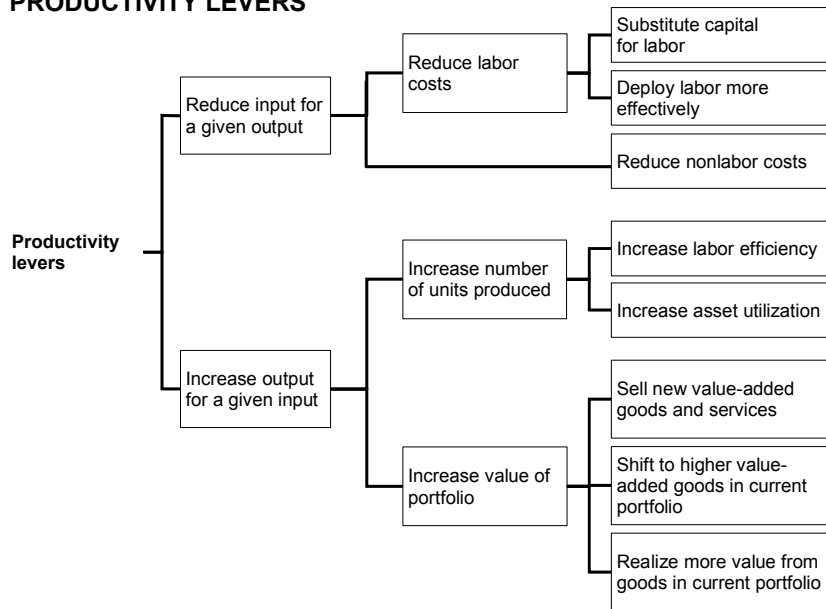 PRODUCTIVITY LEVERS
Substitute capital
for labor
Reduce labor
costs
Deploy labor more
effectively
Reduce input for
a given output
Reduce nonlabor costs
Productivity
levers
Increase labor efficiency
Increase number
of units produced
Increase asset utilization
Increase output
for a given input
Sell new value-added
goods and services
Increase value of
portfolio
Shift to higher value-
added goods in current
portfolio
Realize more value from
goods in current portfolio